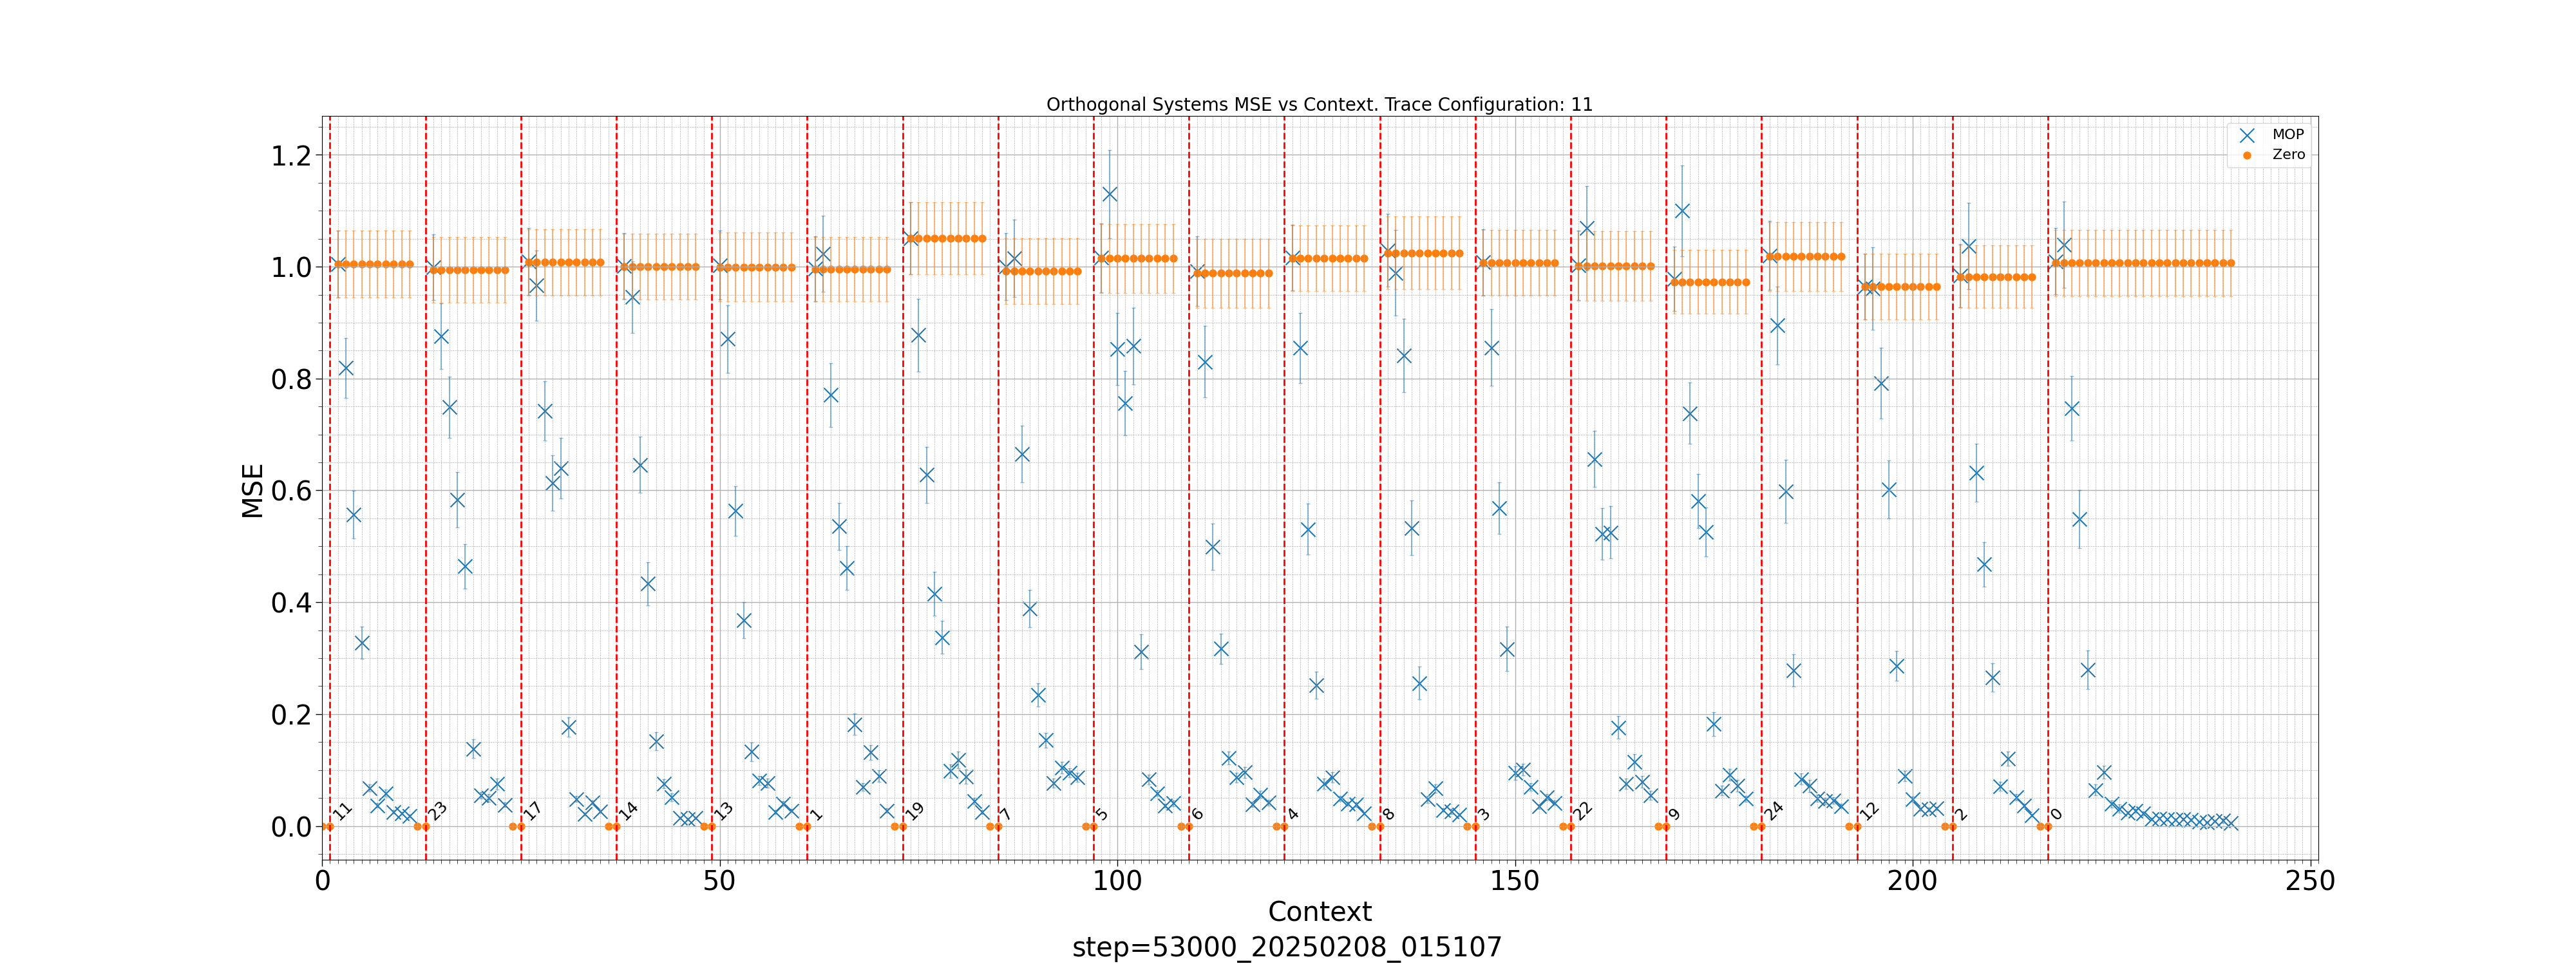 Orthogonal Systems MSE vs Context. Trace Configuration: 11
MOP
Zero
MSE
1.2
1.0
0.8
0.6
0.4
0.2
0.0
11 23 17 14 13 1 19 7 5 6 4 8 3 22 9 24 12 2 0
0 50 100 150 200 250
Context
step=53000_20250208_015107